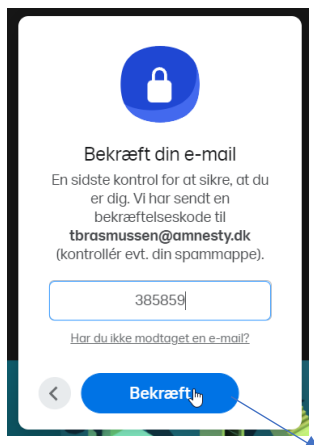 Bekræft din e-mail
En sidste kontrol for at sikre, at du
er dig. Vi har sendt en
bekræftelseskode til
tbrasmussen@amnesty.dk
(kontrollér evt. din spammappe).
385859
Har du ikke modtaget en e-mail?
Bekræft